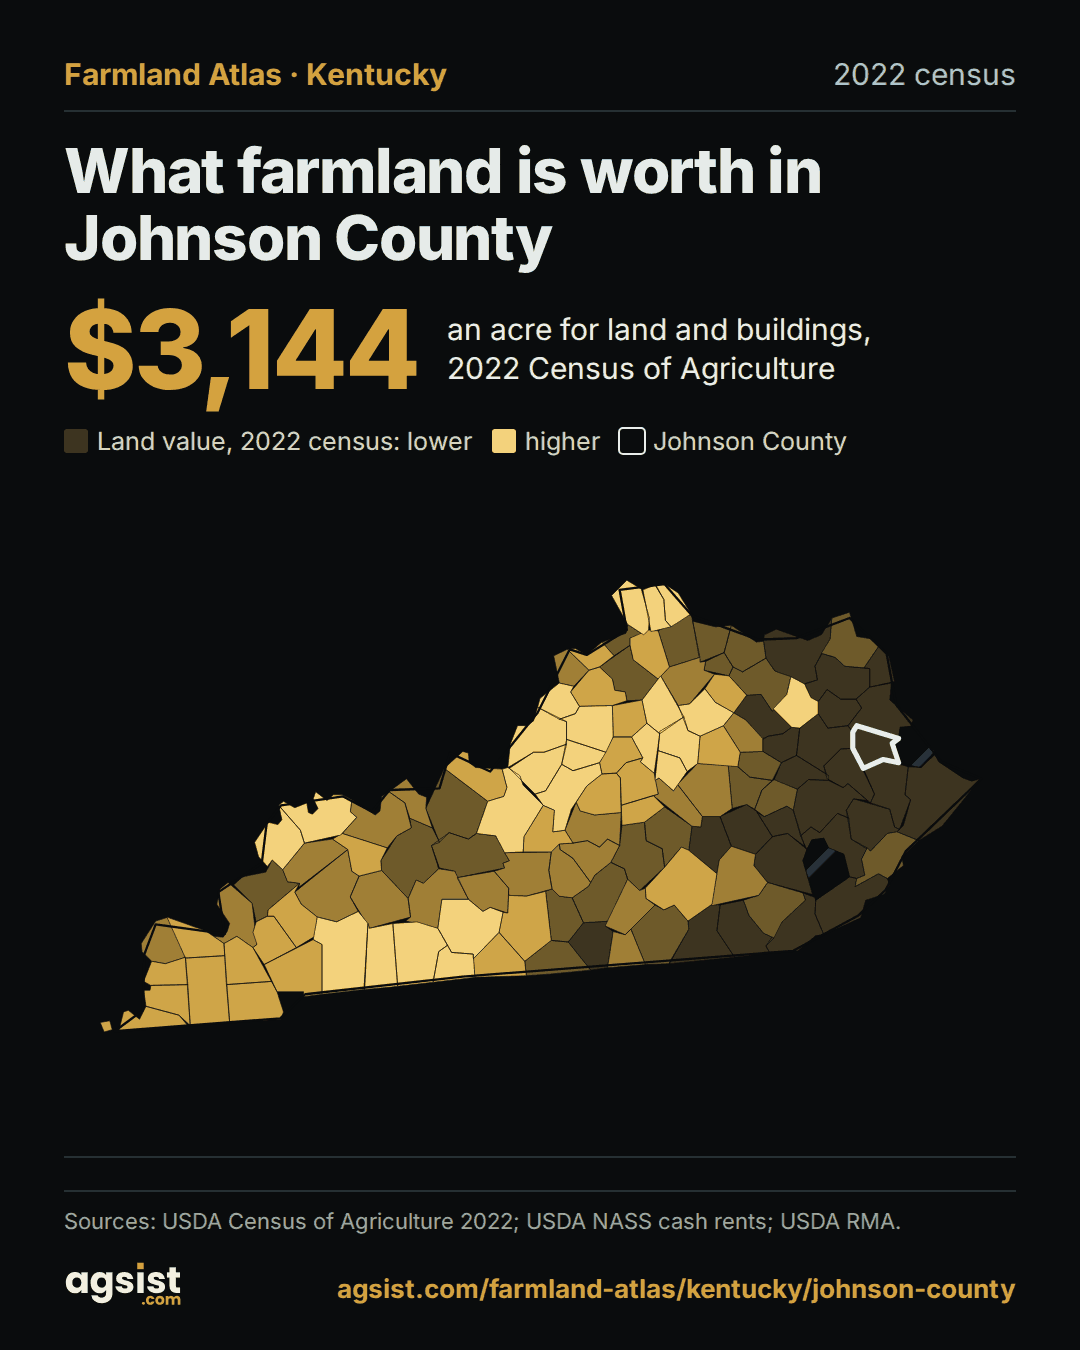 Farmland Atlas · Kentucky
2022 census
What farmland is worth in
Johnson County
$3,144
an acre for land and buildings,
2022 Census of Agriculture
Land value, 2022 census: lower
higher
Johnson County
Sources: USDA Census of Agriculture 2022; USDA NASS cash rents; USDA RMA.
agsist
.com
agsist.com/farmland-atlas/kentucky/johnson-county